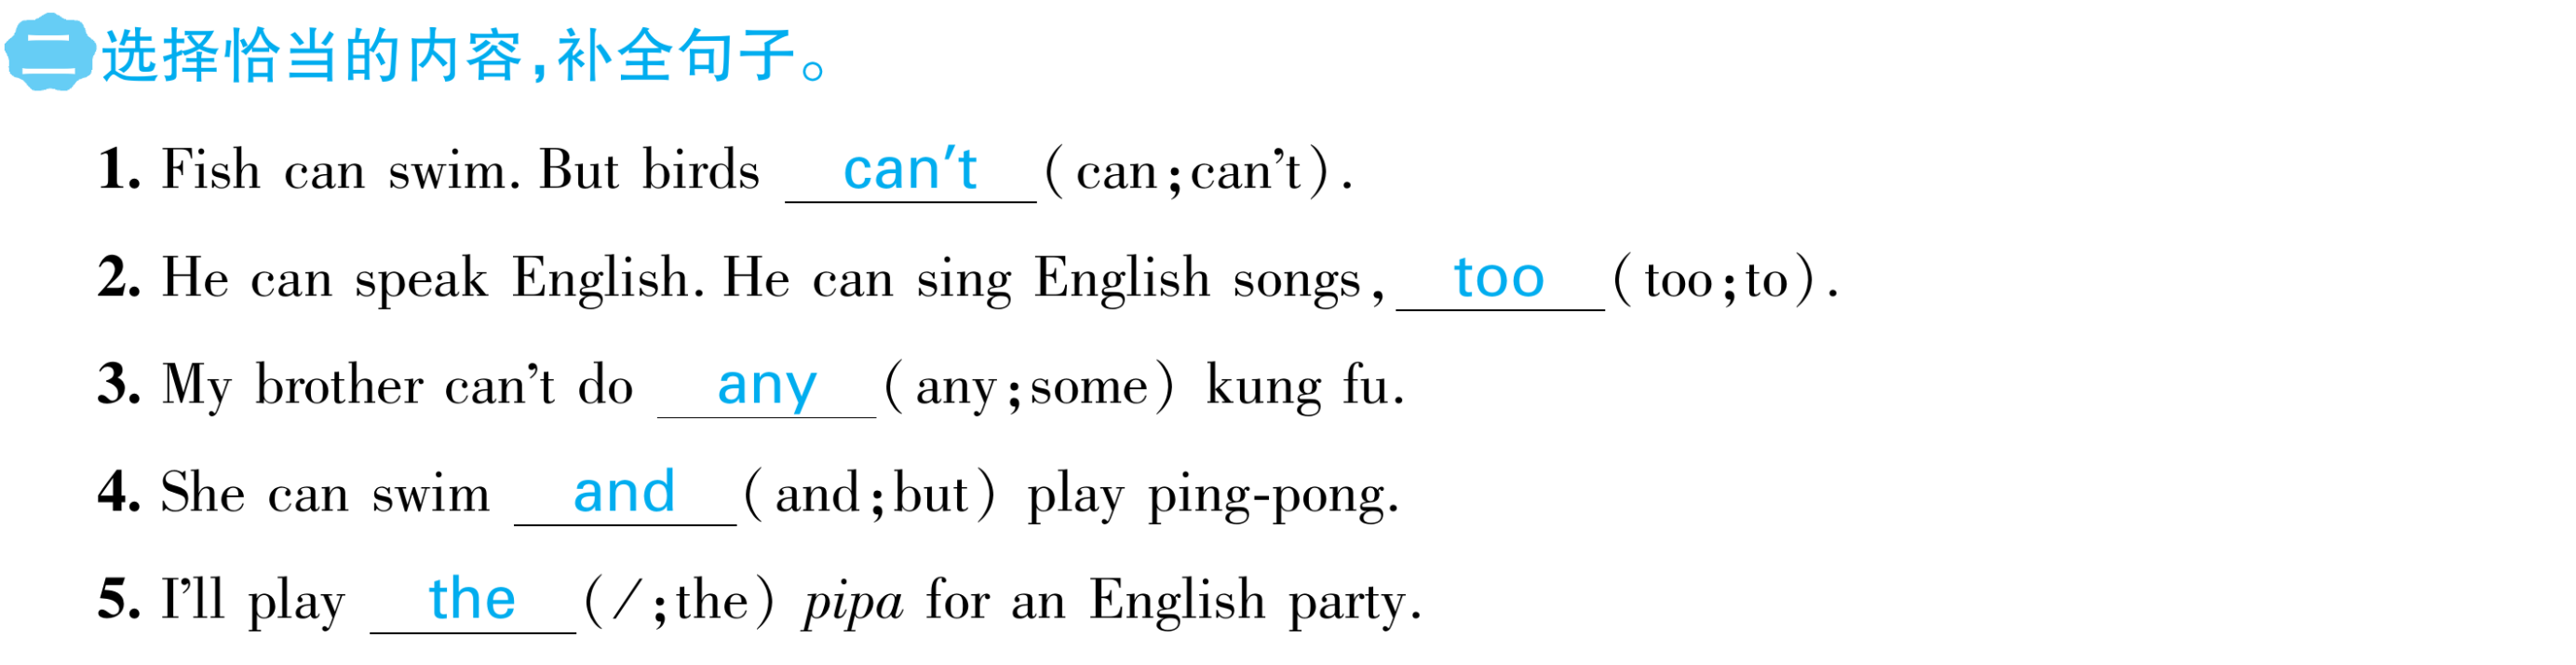 二 选择恰当的内容,补全句子。
1. Fish can swim. But birds can't (can;can't).
2. He can speak English. He can sing English songs, too (too;to).
3. My brother can't do any (any;some) kung fu.
4. She can swim and (and;but) play ping-pong.
5. I'll play the (/;the) pipa for an English party.